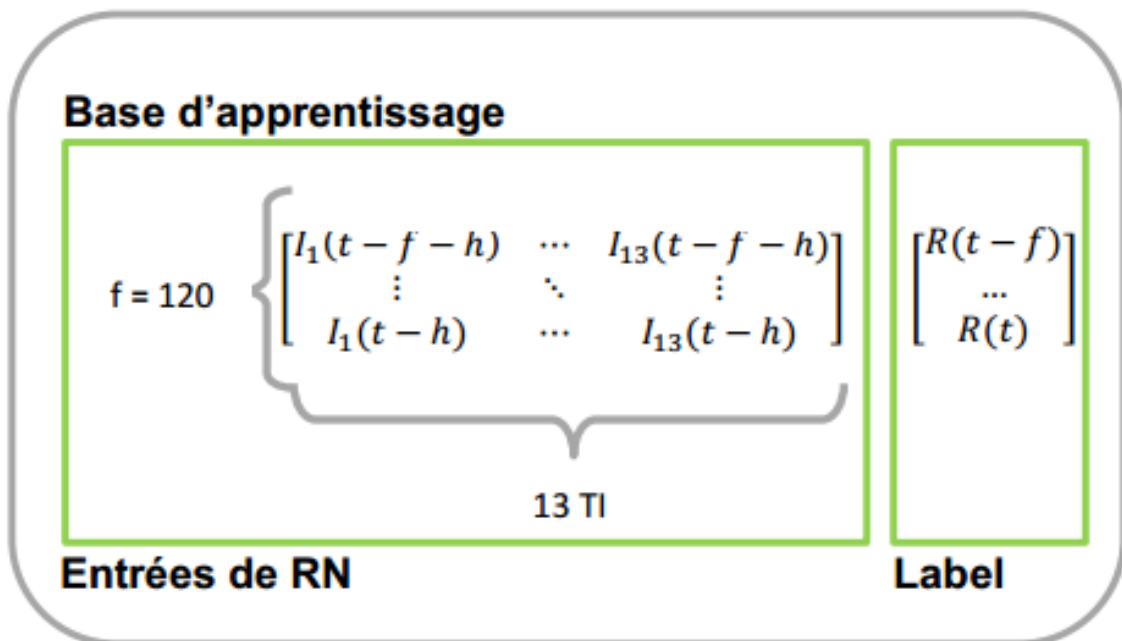 Base d'apprentissage
I₁(t − f − h) ⋯ I₁₃(t − f − h)
⋮ ⋱ ⋮
I₁(t − h) ⋯ I₁₃(t − h)
f = 120
13 TI
Entrées de RN
R(t − f)
...
R(t)
Label